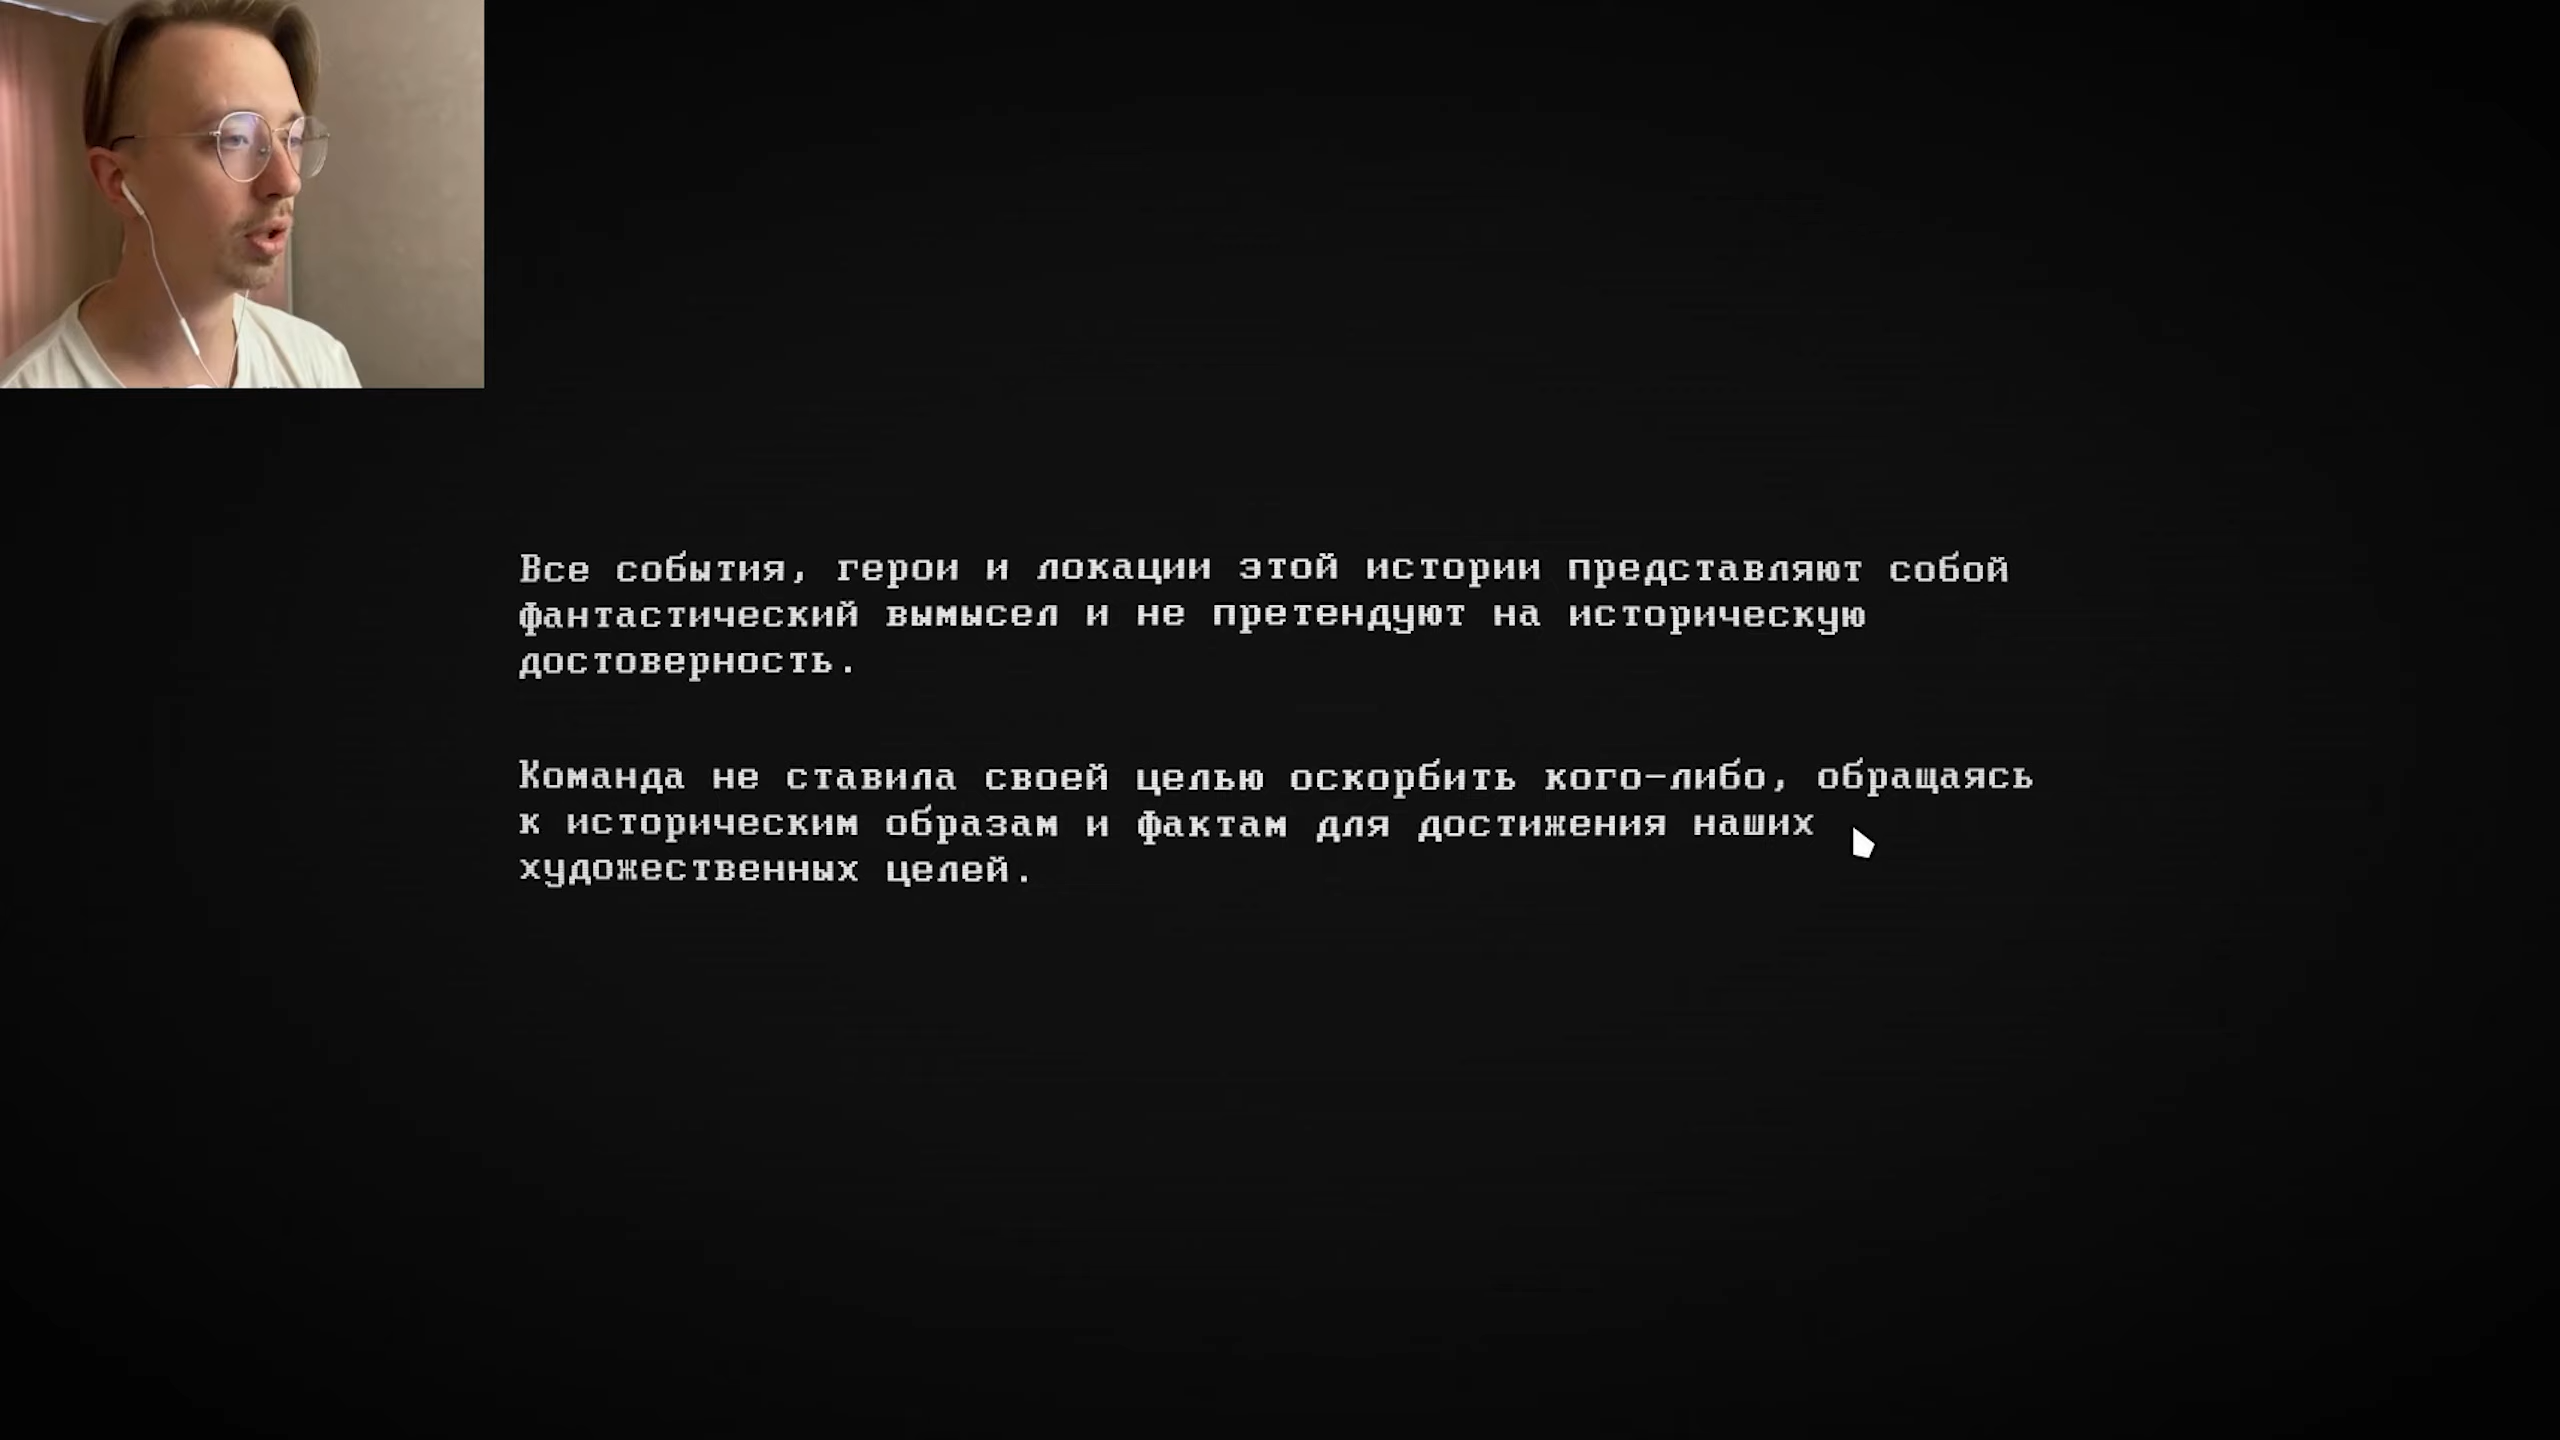 Все события, герои и локации этой истории представляют собой
фантастический вымысел и не претендуют на историческую
достоверность.
Команда не ставила своей целью оскорбить кого-либо, обращаясь
к историческим образам и фактам для достижения наших
художественных целей.